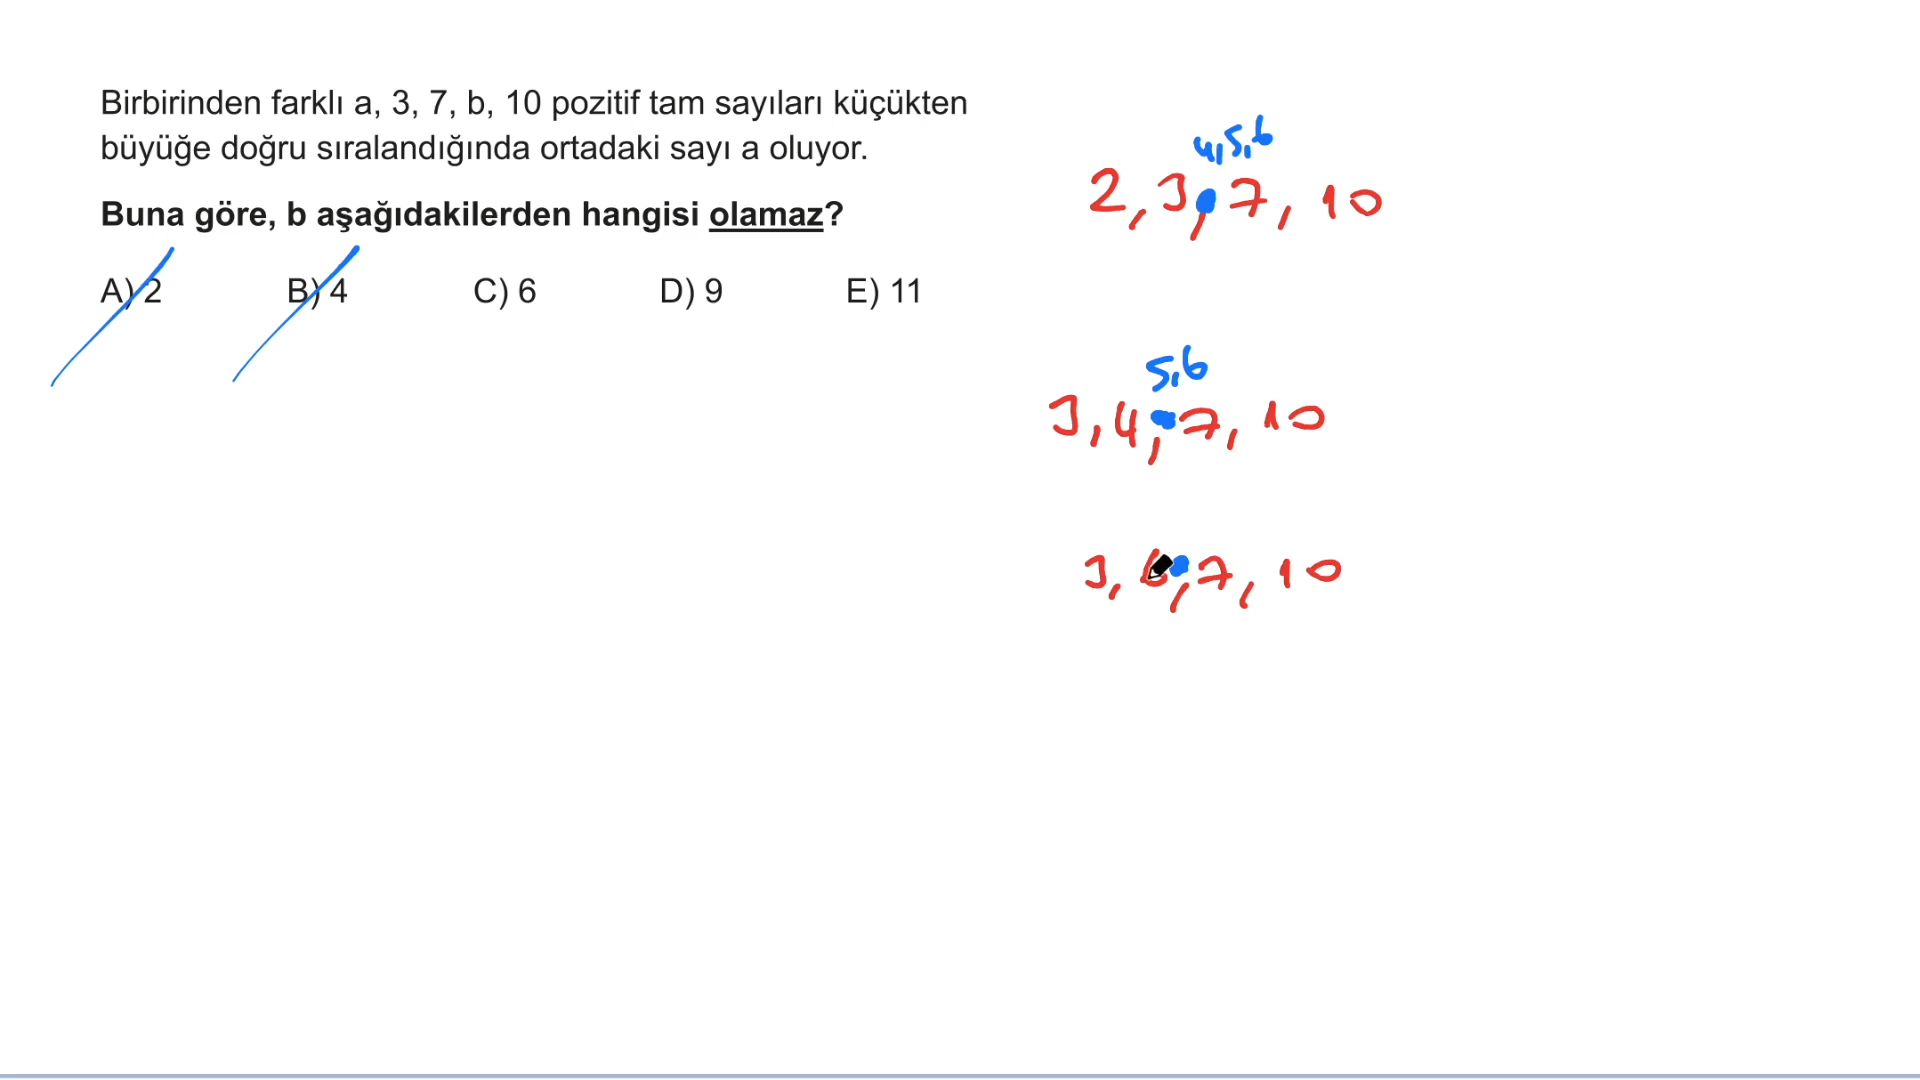 Birbirinden farklı a, 3, 7, b, 10 pozitif tam sayıları küçükten
büyüğe doğru sıralandığında ortadaki sayı a oluyor.
Buna göre, b aşağıdakilerden hangisi olamaz?
A) 2 B) 4 C) 6 D) 9 E) 11
4,5,6
2, 3, 7, 10
5,6
3, 4, 7, 10
3, 6, 7, 10